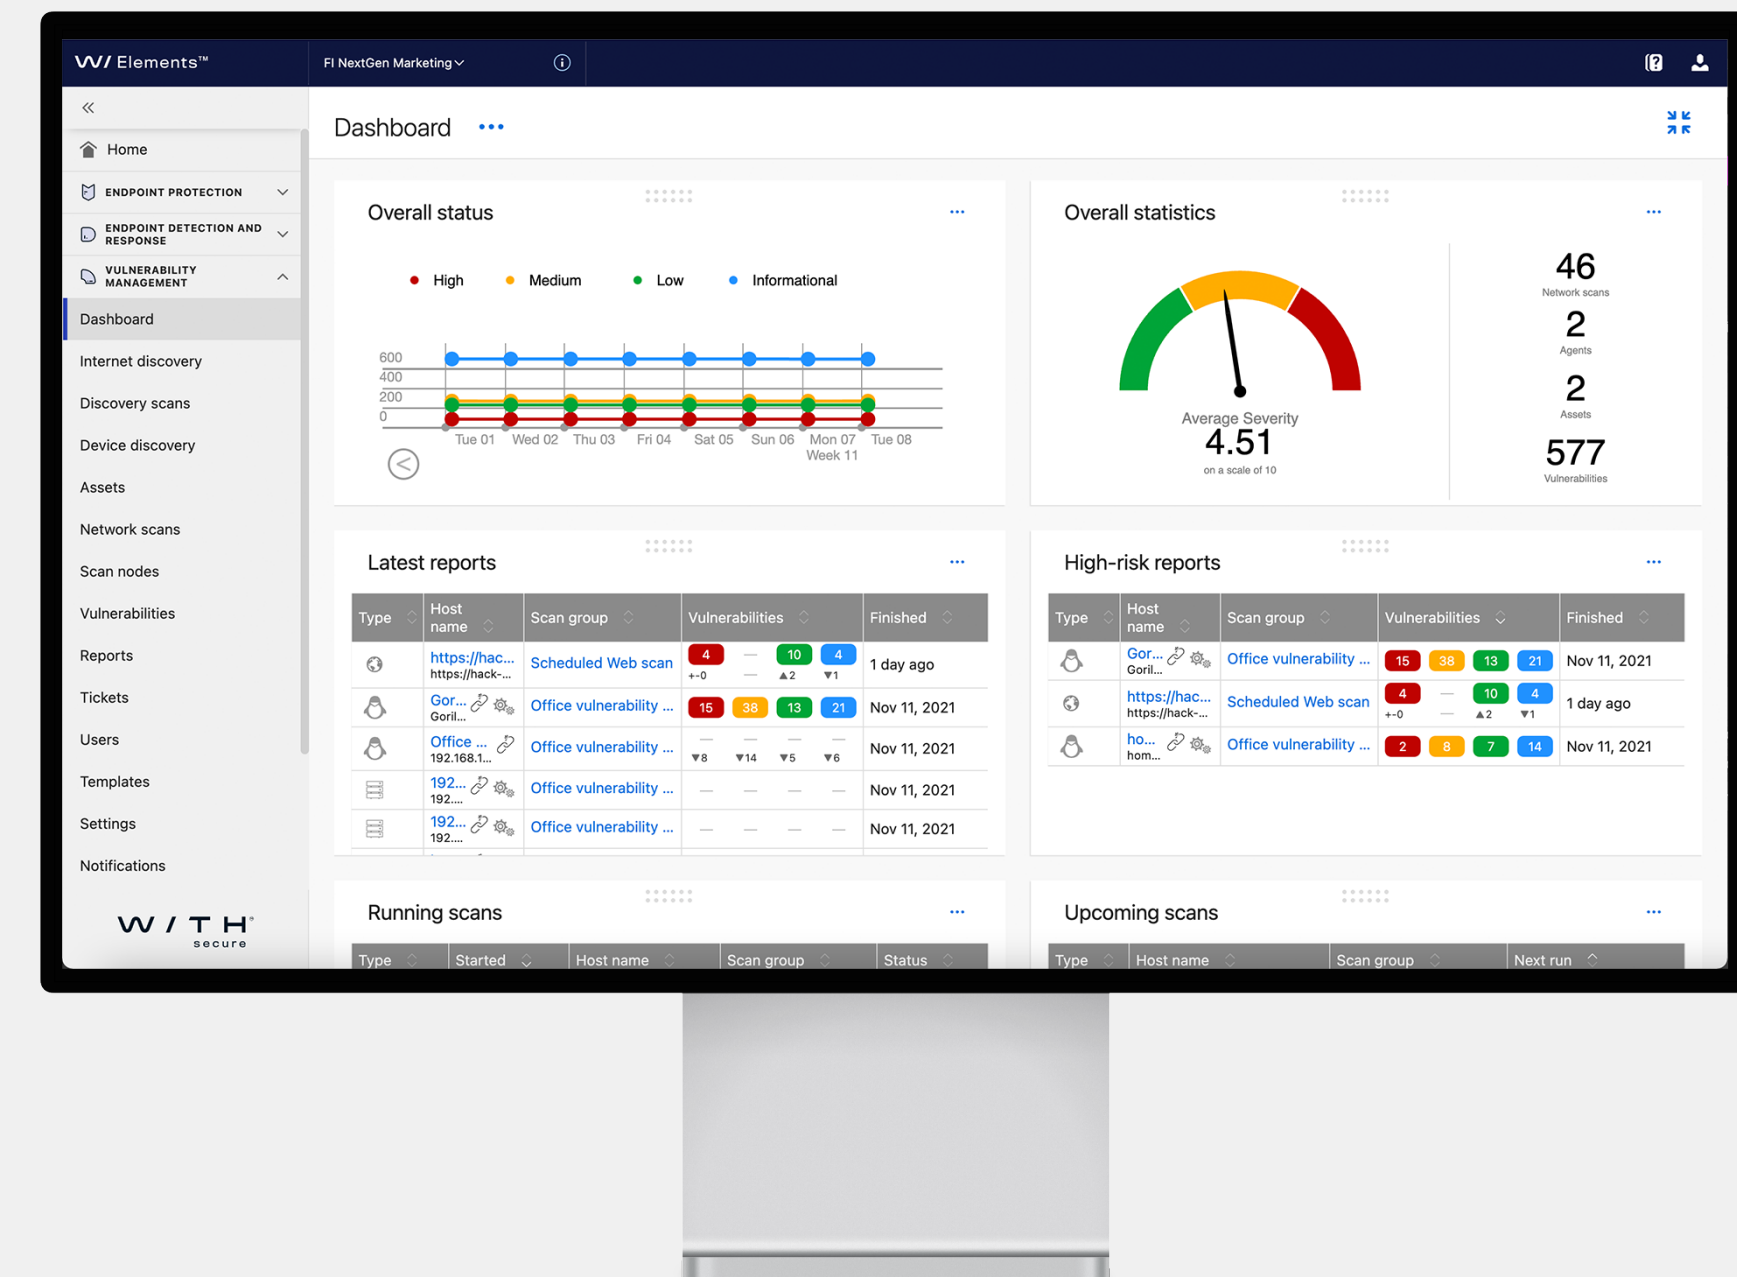 W/ Elements™
FI NextGen Marketing
Home
ENDPOINT PROTECTION
ENDPOINT DETECTION AND
RESPONSE
VULNERABILITY
MANAGEMENT
Dashboard
Internet discovery
Discovery scans
Device discovery
Assets
Network scans
Scan nodes
Vulnerabilities
Reports
Tickets
Users
Templates
Settings
Notifications
W / T H
secure
Dashboard
Overall status
High Medium Low Informational
600
400
200
0
Tue 01 Wed 02 Thu 03 Fri 04 Sat 05 Sun 06 Mon 07 Tue 08
Week 11
Overall statistics
Average Severity
4.51
on a scale of 10
46
Network scans
2
Agents
2
Assets
577
Vulnerabilities
Latest reports
Type Host name Scan group Vulnerabilities Finished
https://hac... Scheduled Web scan 4 — 10 4 1 day ago
https://hack-... +-0 — ▲2 ▼1
Gor... Office vulnerability ... 15 38 13 21 Nov 11, 2021
Goril...
Office ... Office vulnerability ... — — — — Nov 11, 2021
192.168.1... ▼8 ▼14 ▼5 ▼6
192... Office vulnerability ... — — — — Nov 11, 2021
192....
192... Office vulnerability ... — — — — Nov 11, 2021
192....
High-risk reports
Type Host name Scan group Vulnerabilities Finished
Gor... Office vulnerability ... 15 38 13 21 Nov 11, 2021
Goril...
https://hac... Scheduled Web scan 4 — 10 4 1 day ago
https://hack-... +-0 — ▲2 ▼1
ho... Office vulnerability ... 2 8 7 14 Nov 11, 2021
hom...
Running scans
Type Started Host name Scan group Status
Upcoming scans
Type Host name Scan group Next run